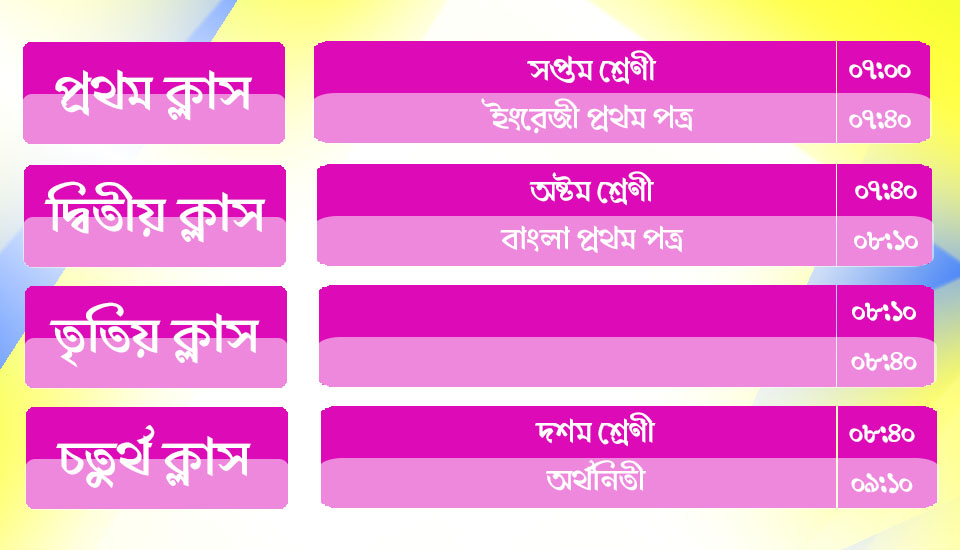 প্রথম ক্লাস
সপ্তম শ্রেণী ০৭:০০
ইংরেজী প্রথম পত্র ০৭:৪০
দ্বিতীয় ক্লাস
অষ্টম শ্রেণী ০৭:৪০
বাংলা প্রথম পত্র ০৮:১০
তৃতিয় ক্লাস
০৮:১০
০৮:৪০
চতুর্থ ক্লাস
দশম শ্রেণী ০৮:৪০
অর্থনিতী ০৯:১০